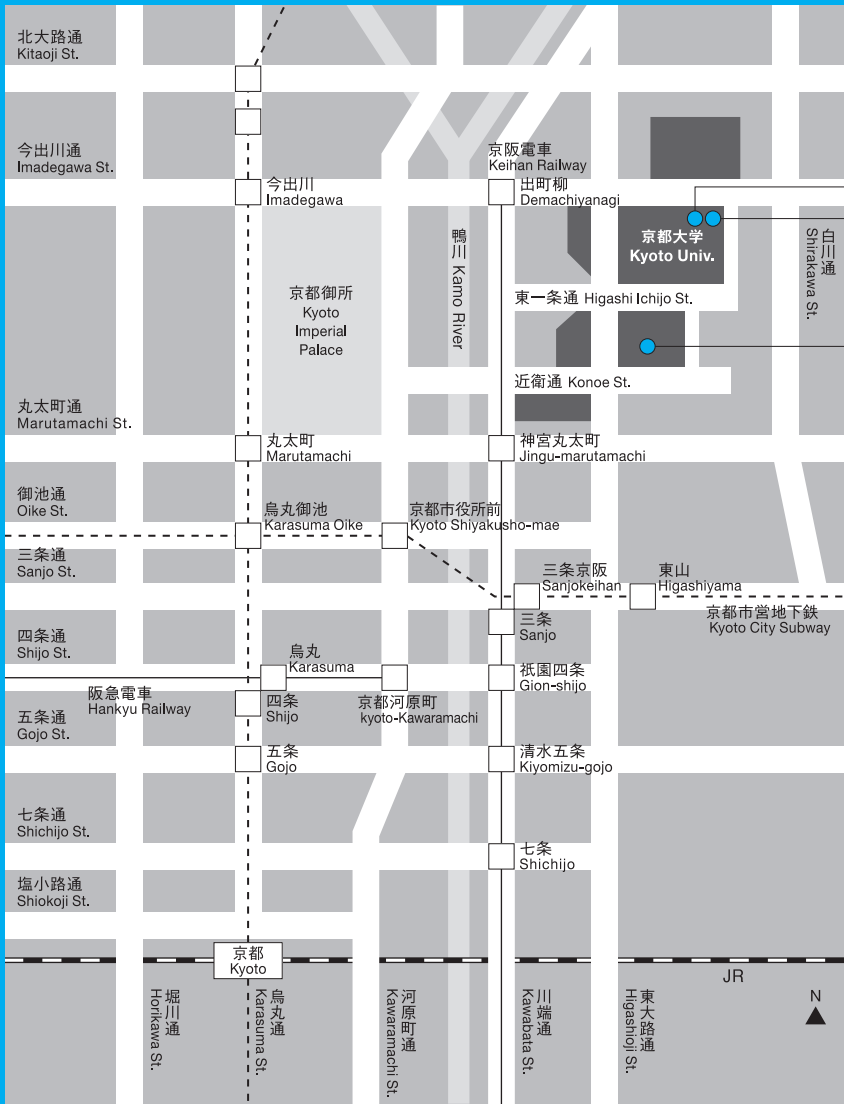 北大路通
Kitaoji St.
今出川通
Imadegawa St.
京阪電車
Keihan Railway
今出川
Imadegawa
出町柳
Demachiyanagi
京都大学
Kyoto Univ.
白川通
Shirakawa St.
鴨川 Kamo River
京都御所
Kyoto
Imperial
Palace
東一条通 Higashi Ichijo St.
近衛通 Konoe St.
丸太町通
Marutamachi St.
丸太町
Marutamachi
神宮丸太町
Jingu-marutamachi
御池通
Oike St.
烏丸御池
Karasuma Oike
京都市役所前
Kyoto Shiyakusho-mae
三条通
Sanjo St.
三条京阪
Sanjokeihan
東山
Higashiyama
京都市営地下鉄
Kyoto City Subway
三条
Sanjo
四条通
Shijo St.
烏丸
Karasuma
祇園四条
Gion-shijo
阪急電車
Hankyu Railway
四条
Shijo
京都河原町
kyoto-Kawaramachi
五条通
Gojo St.
五条
Gojo
清水五条
Kiyomizu-gojo
七条通
Shichijo St.
七条
Shichijo
塩小路通
Shiokoji St.
京都
Kyoto
JR
堀川通
Horikawa St.
烏丸通
Karasuma St.
河原町通
Kawaramachi St.
川端通
Kawabata St.
東大路通
Higashioji St.
N